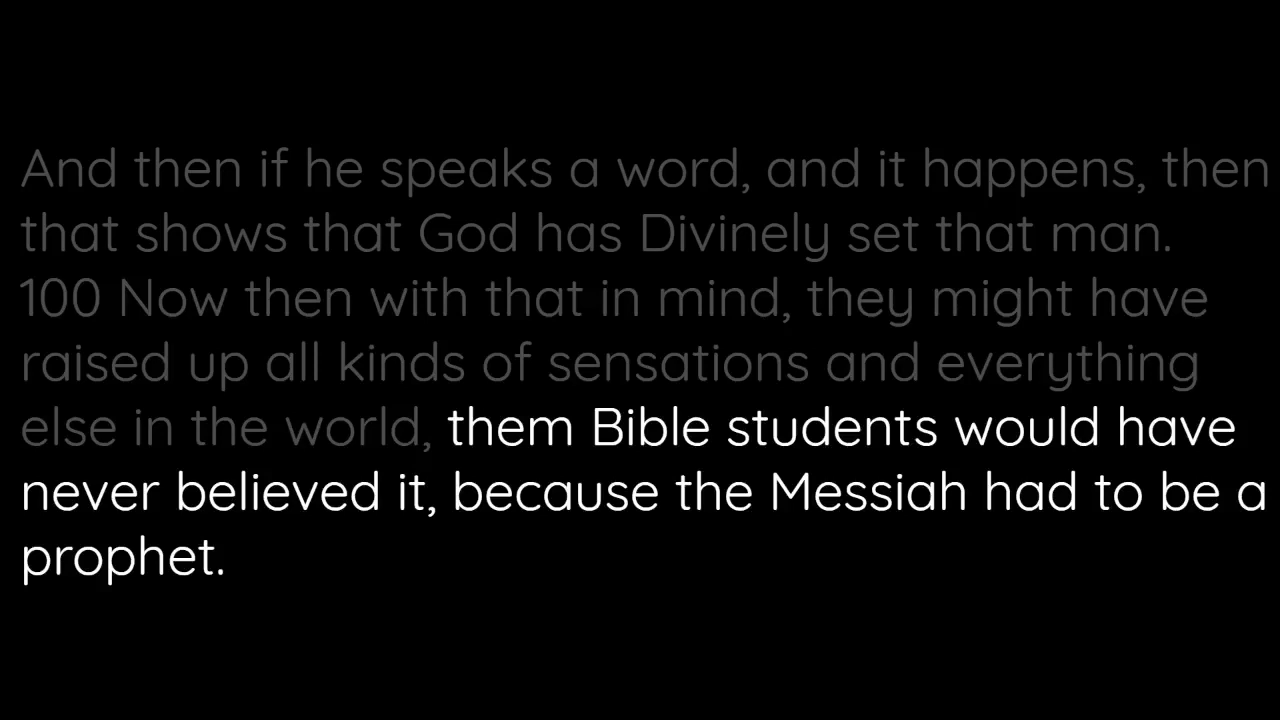 And then if he speaks a word, and it happens, then
that shows that God has Divinely set that man.
100 Now then with that in mind, they might have
raised up all kinds of sensations and everything
else in the world, them Bible students would have
never believed it, because the Messiah had to be a
prophet.